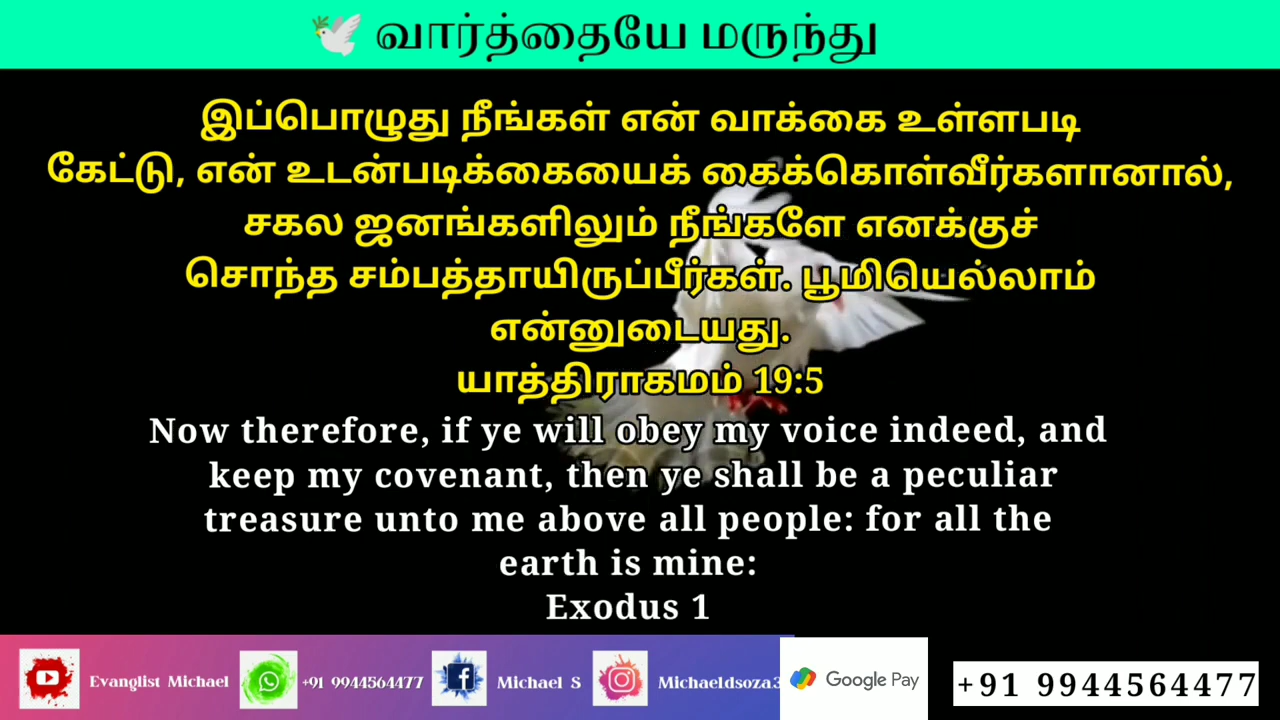 வார்த்தையே மருந்து
இப்பொழுது நீங்கள் என் வாக்கை உள்ளபடி
கேட்டு, என் உடன்படிக்கையைக் கைக்கொள்வீர்களானால்,
சகல ஜனங்களிலும் நீங்களே எனக்குச்
சொந்த சம்பத்தாயிருப்பீர்கள். பூமியெல்லாம்
என்னுடையது.
யாத்திராகமம் 19:5
Now therefore, if ye will obey my voice indeed, and
keep my covenant, then ye shall be a peculiar
treasure unto me above all people: for all the
earth is mine:
Exodus 1
Evanglist Michael +91 9944564477 Michael S Michaeldsoza3 Google Pay +91 9944564477